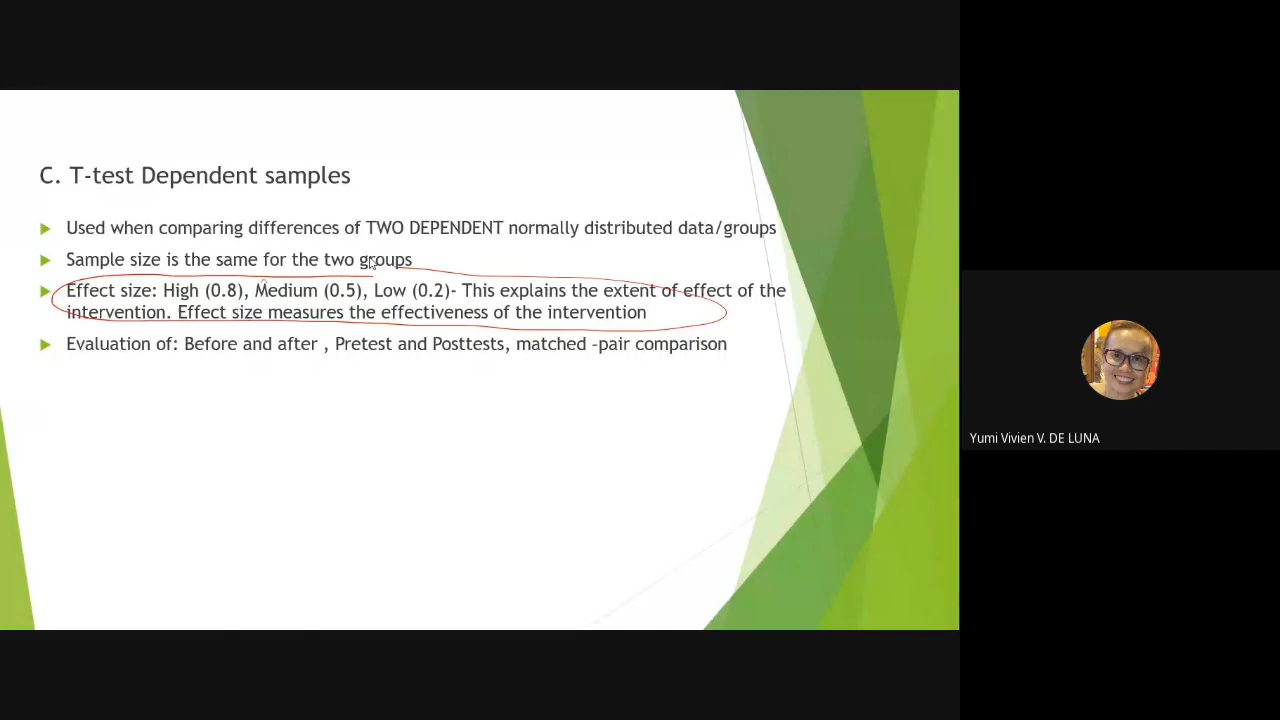 C. T-test Dependent samples
Used when comparing differences of TWO DEPENDENT normally distributed data/groups
Sample size is the same for the two groups
Effect size: High (0.8), Medium (0.5), Low (0.2)- This explains the extent of effect of the
intervention. Effect size measures the effectiveness of the intervention
Evaluation of: Before and after , Pretest and Posttests, matched -pair comparison
Yumi Vivien V. DE LUNA